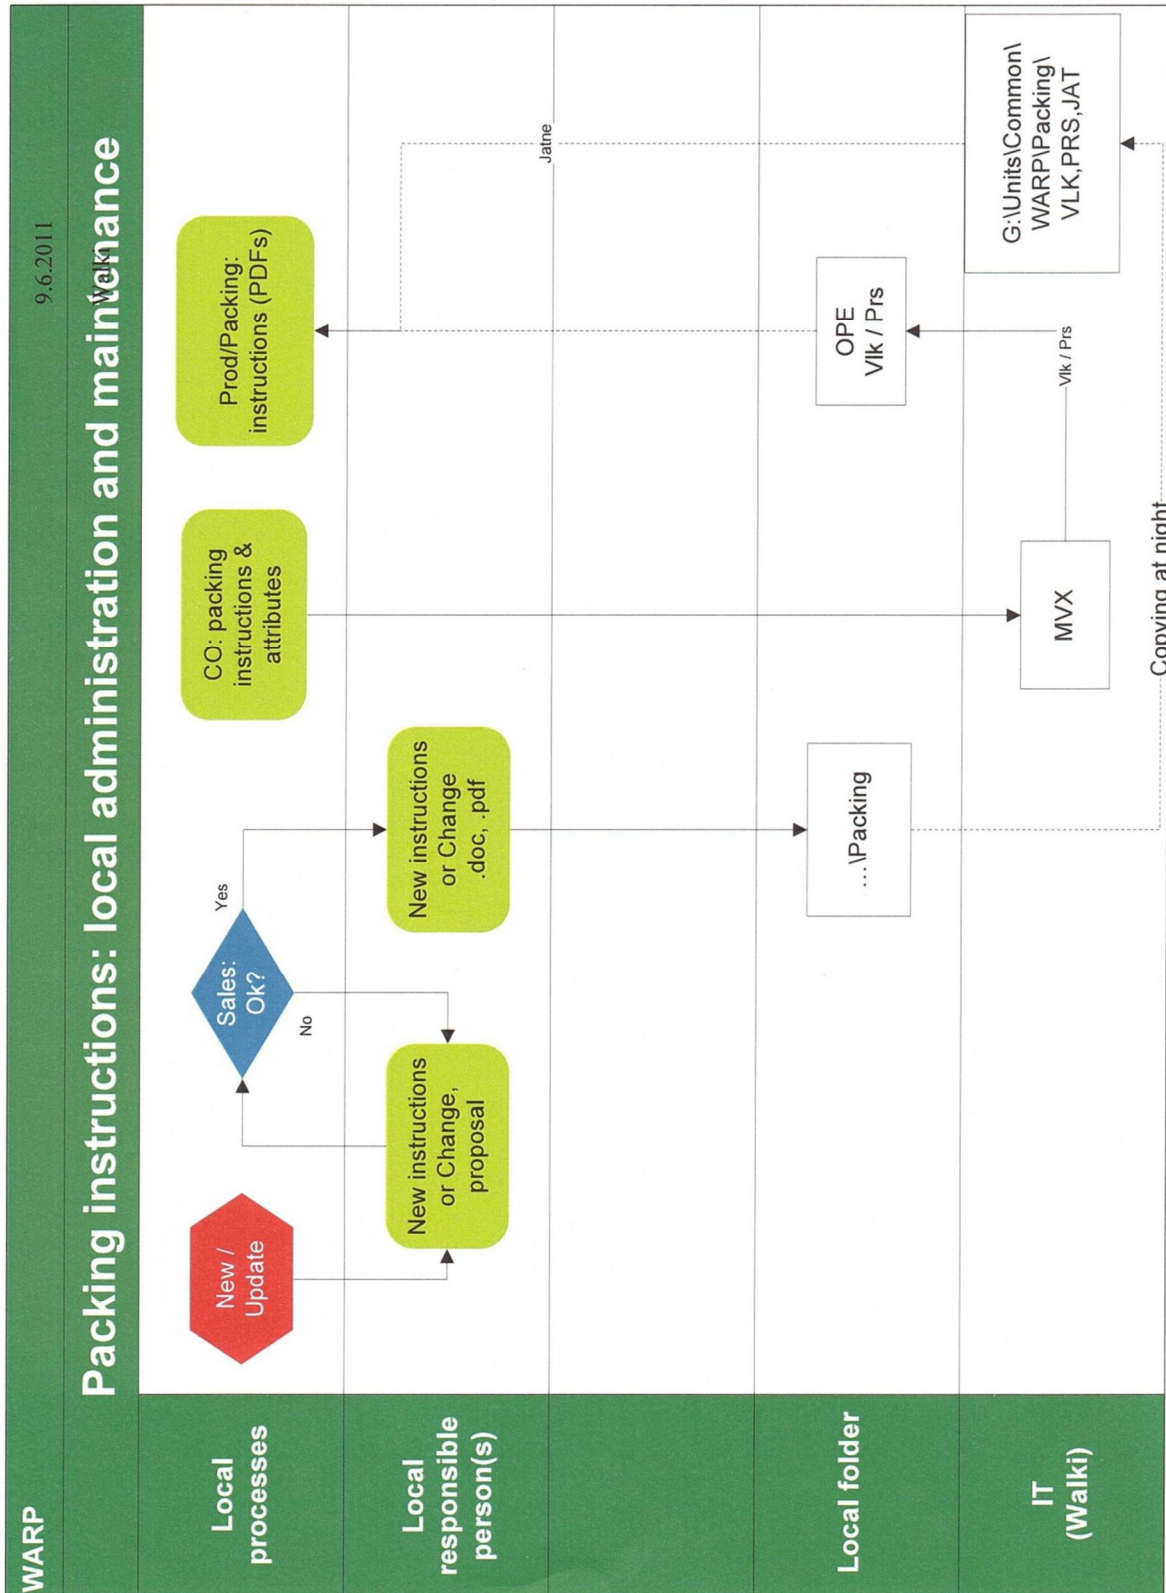 WARP
9.6.2011
Walki
Packing instructions: local administration and maintenance
Local
processes
New /
Update
Sales:
Ok?
Yes
No
CO: packing
instructions &
attributes
Prod/Packing:
instructions (PDFs)
Local
responsible
person(s)
New instructions
or Change,
proposal
New instructions
or Change
.doc, .pdf
Jatne
Local folder
...\Packing
OPE
Vlk / Prs
IT
(Walki)
MVX
Vlk / Prs
G:\Units\Common\
WARP\Packing\
VLK,PRS,JAT
Copying at night